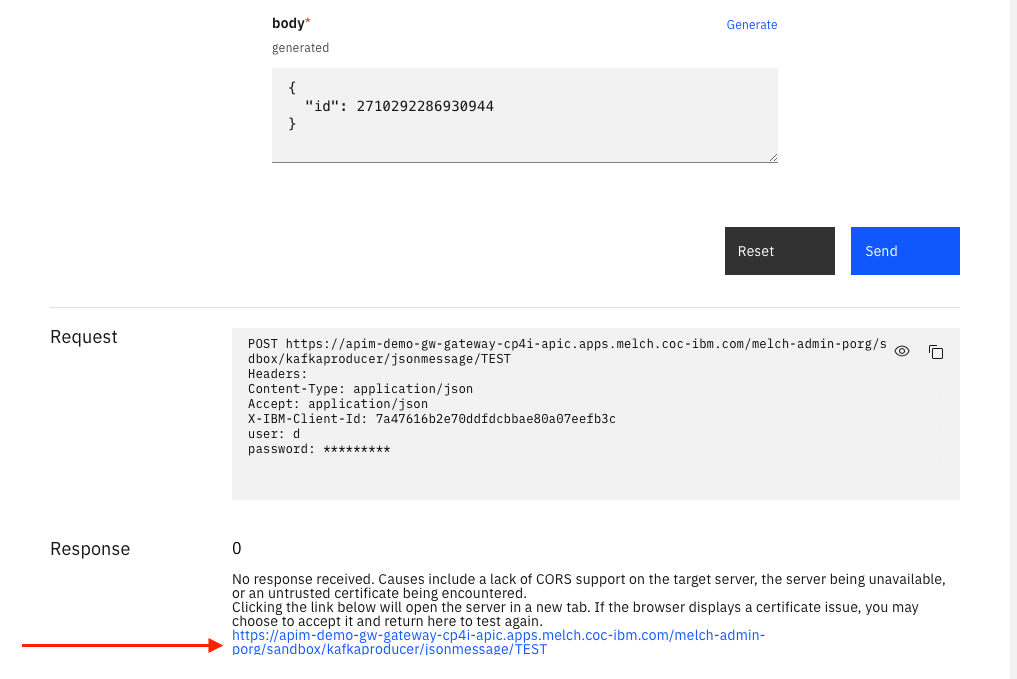 body*
Generate
generated
{
"id": 2710292286930944
}
Reset
Send
Request
POST https://apim-demo-gw-gateway-cp4i-apic.apps.melch.coc-ibm.com/melch-admin-porg/s
dbox/kafkaproducer/jsonmessage/TEST
Headers:
Content-Type: application/json
Accept: application/json
X-IBM-Client-Id: 7a47616b2e70ddfdcbbae80a07eefb3c
user: d
password: *********
Response
0
No response received. Causes include a lack of CORS support on the target server, the server being unavailable,
or an untrusted certificate being encountered.
Clicking the link below will open the server in a new tab. If the browser displays a certificate issue, you may
choose to accept it and return here to test again.
https://apim-demo-gw-gateway-cp4i-apic.apps.melch.coc-ibm.com/melch-admin-
porg/sandbox/kafkaproducer/jsonmessage/TEST